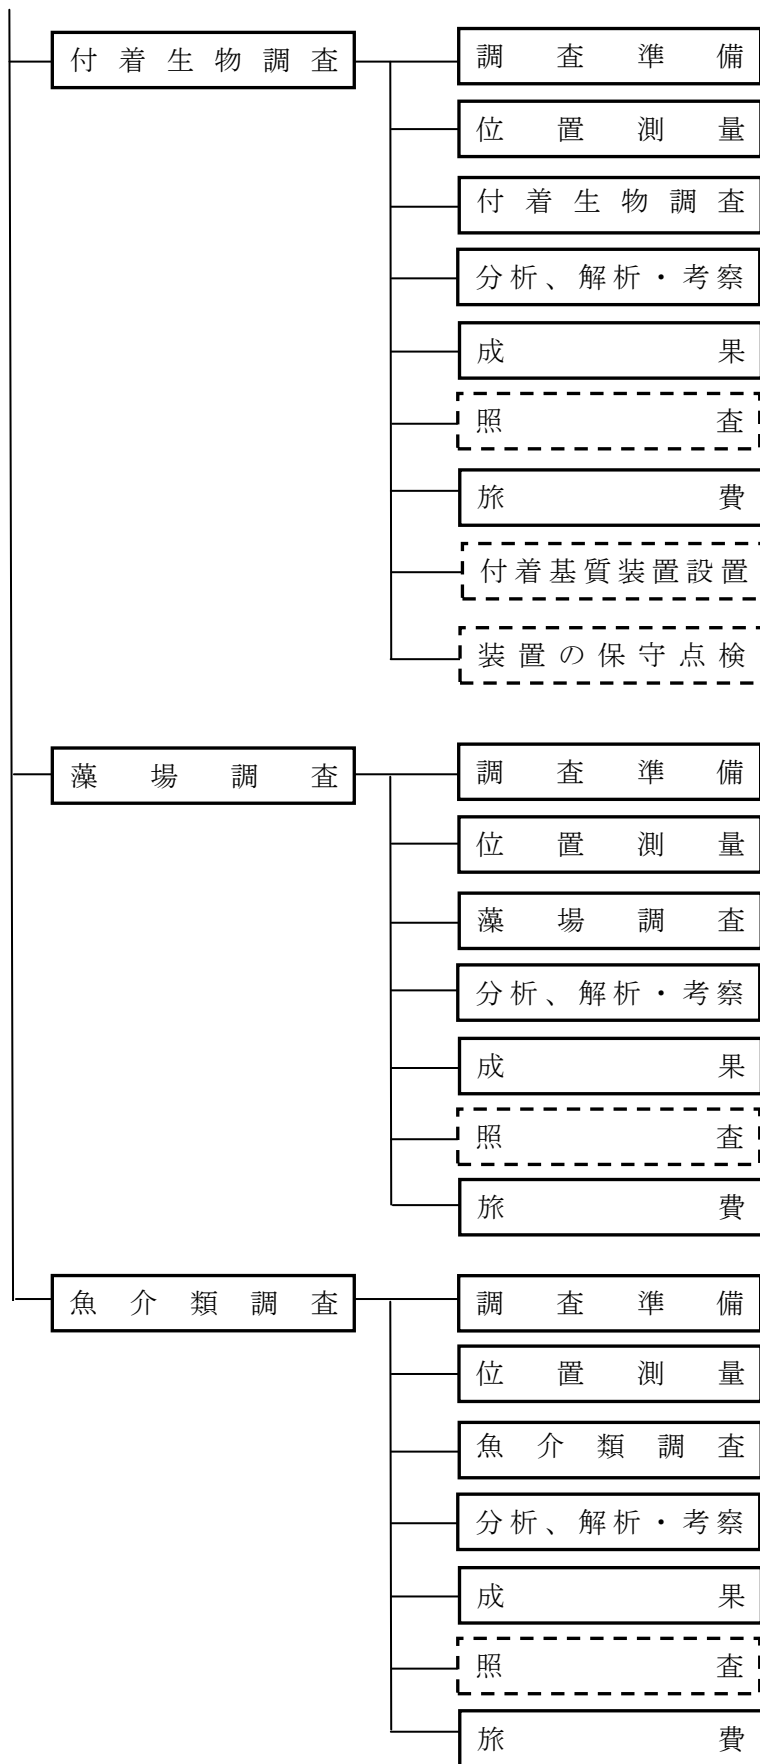 付着生物調査
調査準備
位置測量
付着生物調査
分析、解析・考察
成果
照査
旅費
付着基質装置設置
装置の保守点検
藻場調査
調査準備
位置測量
藻場調査
分析、解析・考察
成果
照査
旅費
魚介類調査
調査準備
位置測量
魚介類調査
分析、解析・考察
成果
照査
旅費